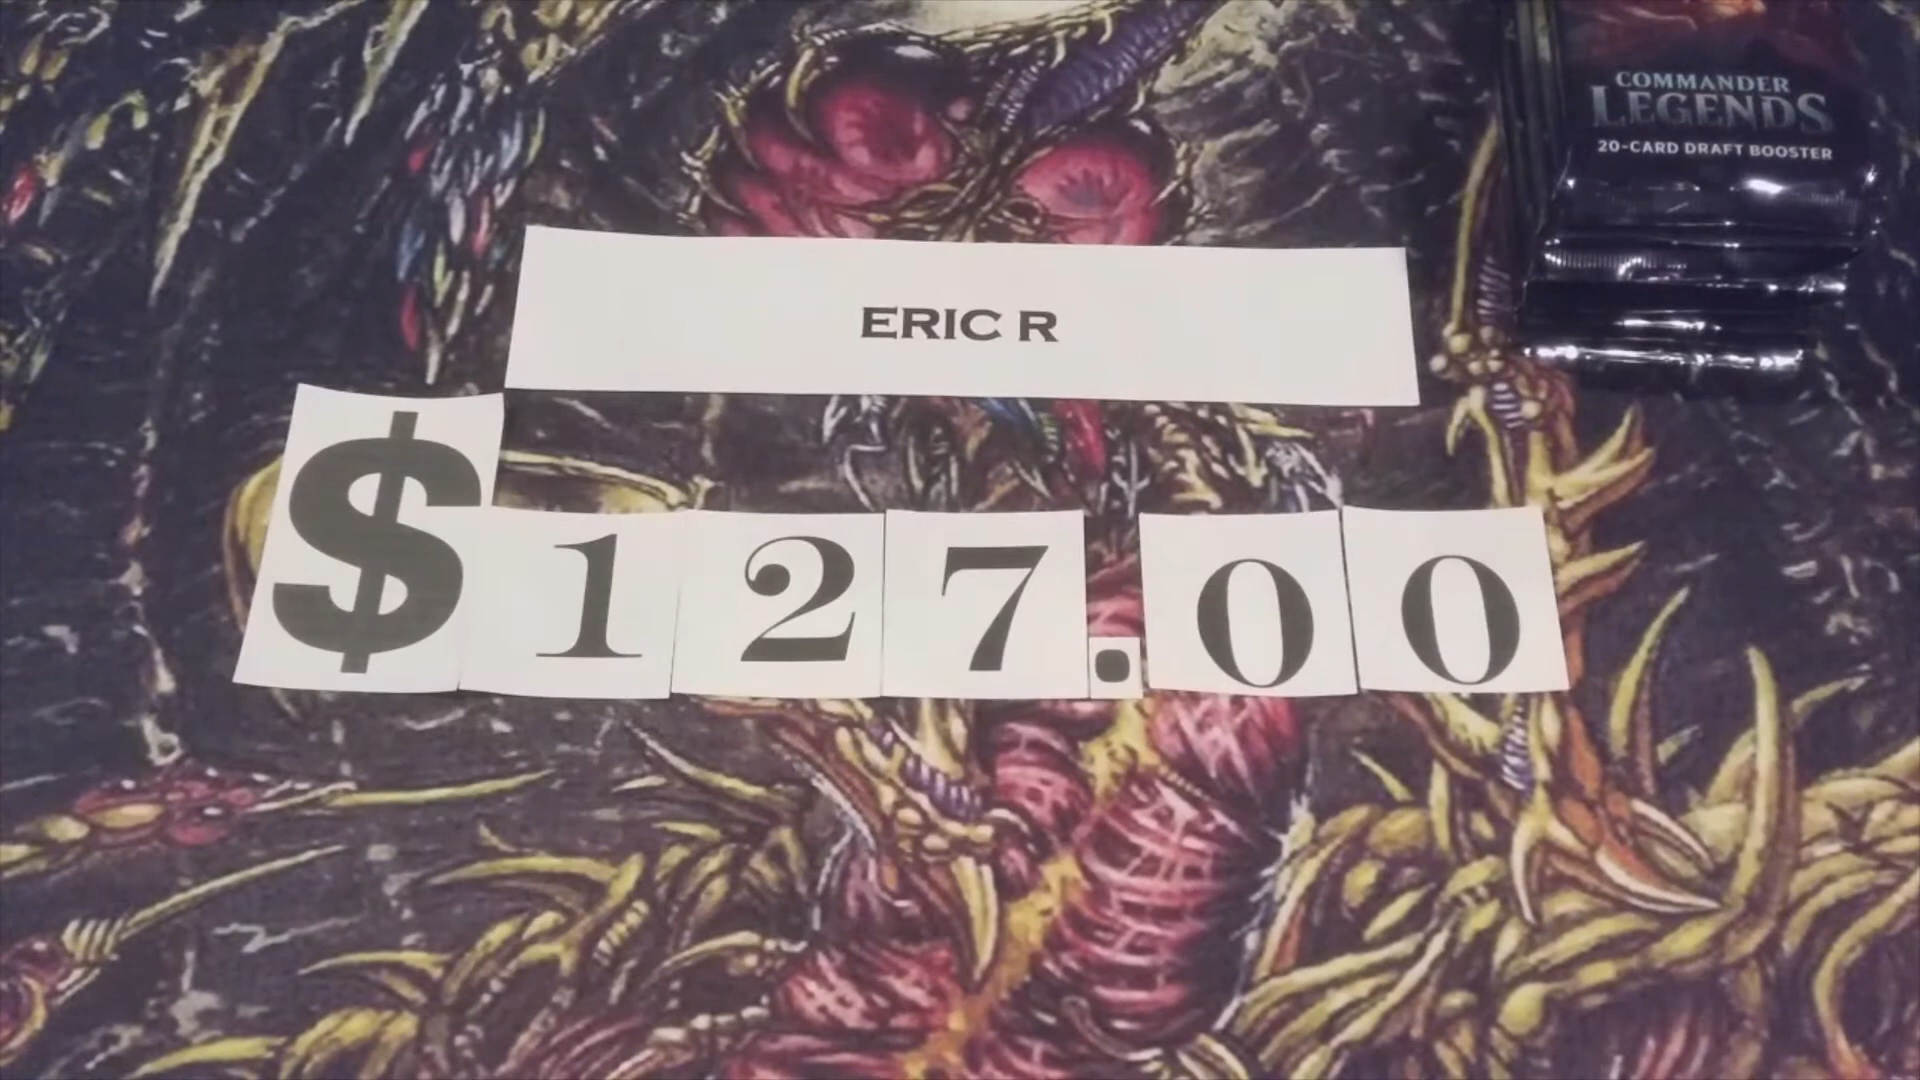 COMMANDER
LEGENDS
20-CARD DRAFT BOOSTER
ERIC R
$127.00